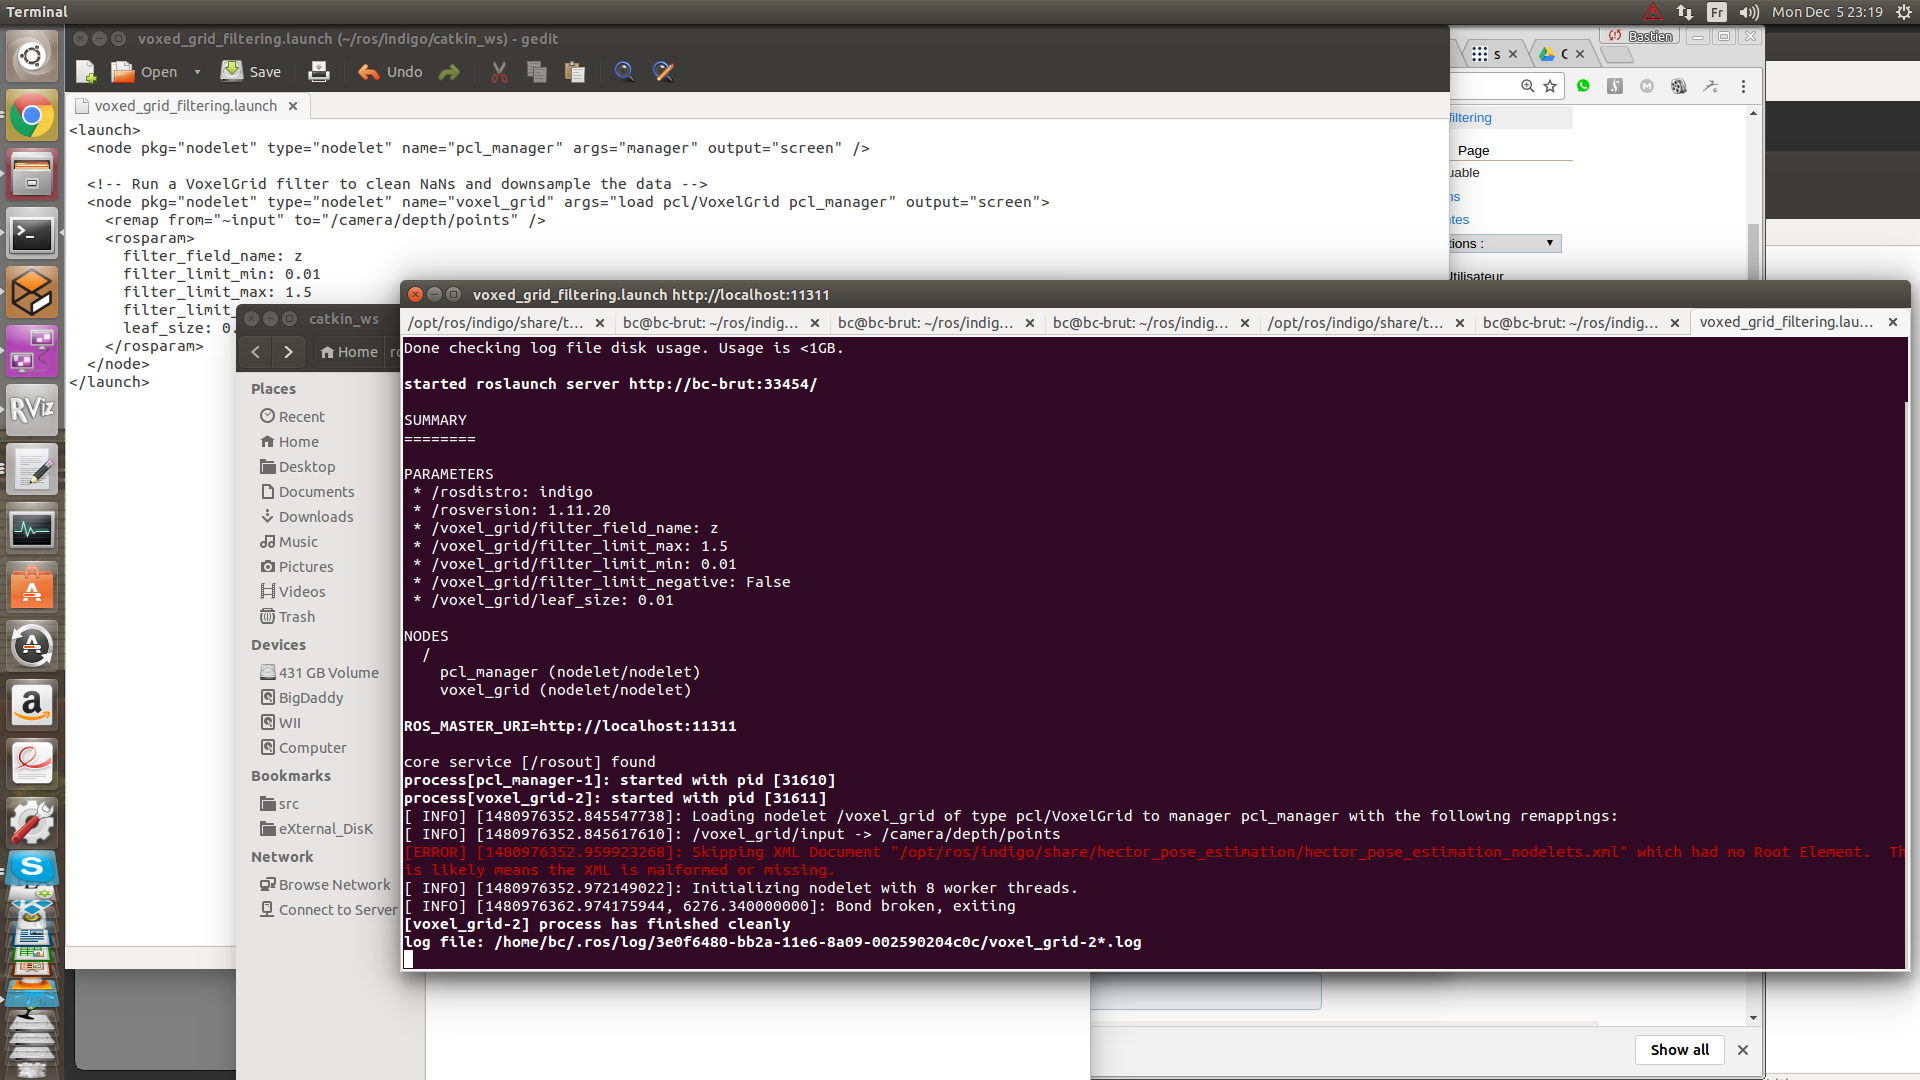 Terminal
Fr
Mon Dec 5 23:19
voxed_grid_filtering.launch (~/ros/indigo/catkin_ws) - gedit
Bastien
Open
Save
Undo
s
C
voxed_grid_filtering.launch
<launch>
<node pkg="nodelet" type="nodelet" name="pcl_manager" args="manager" output="screen" />
<!-- Run a VoxelGrid filter to clean NaNs and downsample the data -->
<node pkg="nodelet" type="nodelet" name="voxel_grid" args="load pcl/VoxelGrid pcl_manager" output="screen">
<remap from="~input" to="/camera/depth/points" />
<rosparam>
filter_field_name: z
filter_limit_min: 0.01
filter_limit_max: 1.5
filter_limit
leaf_size: 0.
</rosparam>
</node>
</launch>
filtering
Page
uable
ns
tes
tions :
Utilisateur
RViz
catkin_ws
Home
ro
Places
Recent
Home
Desktop
Documents
Downloads
Music
Pictures
Videos
Trash
Devices
431 GB Volume
BigDaddy
WII
Computer
Bookmarks
src
eXternal_DisK
Network
Browse Network
Connect to Server
voxed_grid_filtering.launch http://localhost:11311
/opt/ros/indigo/share/t...
bc@bc-brut: ~/ros/indig...
bc@bc-brut: ~/ros/indig...
bc@bc-brut: ~/ros/indig...
/opt/ros/indigo/share/t...
bc@bc-brut: ~/ros/indig...
voxed_grid_filtering.lau...
Done checking log file disk usage. Usage is <1GB.
started roslaunch server http://bc-brut:33454/
SUMMARY
========
PARAMETERS
* /rosdistro: indigo
* /rosversion: 1.11.20
* /voxel_grid/filter_field_name: z
* /voxel_grid/filter_limit_max: 1.5
* /voxel_grid/filter_limit_min: 0.01
* /voxel_grid/filter_limit_negative: False
* /voxel_grid/leaf_size: 0.01
NODES
/
pcl_manager (nodelet/nodelet)
voxel_grid (nodelet/nodelet)
ROS_MASTER_URI=http://localhost:11311
core service [/rosout] found
process[pcl_manager-1]: started with pid [31610]
process[voxel_grid-2]: started with pid [31611]
[ INFO] [1480976352.845547738]: Loading nodelet /voxel_grid of type pcl/VoxelGrid to manager pcl_manager with the following remappings:
[ INFO] [1480976352.845617610]: /voxel_grid/input -> /camera/depth/points
[ERROR] [1480976352.959923268]: Skipping XML Document "/opt/ros/indigo/share/hector_pose_estimation/hector_pose_estimation_nodelets.xml" which had no Root Element.  Th
is likely means the XML is malformed or missing.
[ INFO] [1480976352.972149022]: Initializing nodelet with 8 worker threads.
[ INFO] [1480976362.974175944, 6276.340000000]: Bond broken, exiting
[voxel_grid-2] process has finished cleanly
log file: /home/bc/.ros/log/3e0f6480-bb2a-11e6-8a09-002590204c0c/voxel_grid-2*.log
Show all